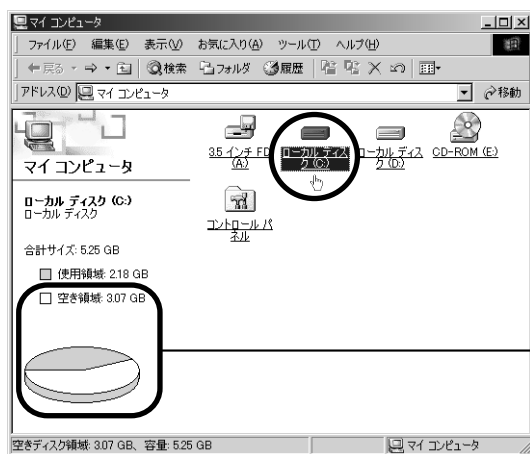 マイ コンピュータ
ファイル(F) 編集(E) 表示(V) お気に入り(A) ツール(T) ヘルプ(H)
戻る 検索 フォルダ 履歴
アドレス(D) マイ コンピュータ 移動
マイ コンピュータ
ローカル ディスク (C:)
ローカル ディスク
合計サイズ: 5.25 GB
使用領域: 2.18 GB
空き領域: 3.07 GB
3.5 インチ FD
(A:)
ローカル ディス
ク (C:)
ローカル ディス
ク (D:)
CD-ROM (E:)
コントロール パ
ネル
空きディスク領域: 3.07 GB、容量: 5.25 GB マイ コンピュータ